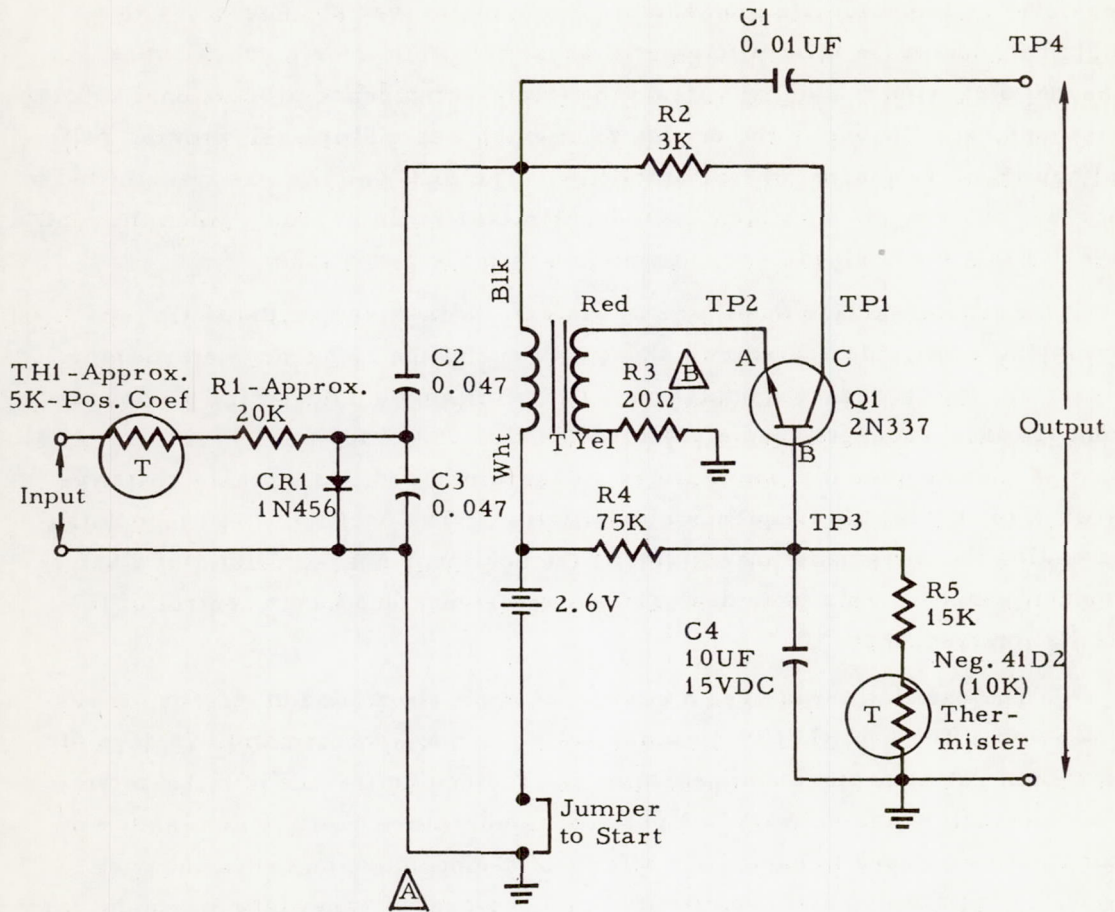 C1
0.01UF
TP4
R2
3K
Blk
Red
TP2
TP1
TH1-Approx.
5K-Pos. Coef
R1-Approx.
20K
C2
0.047
R3
20Ω
B
A
C
Q1
2N337
T
Output
Wht
T
Yel
B
Input
CR1
1N456
C3
0.047
R4
75K
TP3
2.6V
R5
15K
C4
10UF
15VDC
Neg. 41D2
(10K)
T
Ther-
mister
Jumper
to Start
A